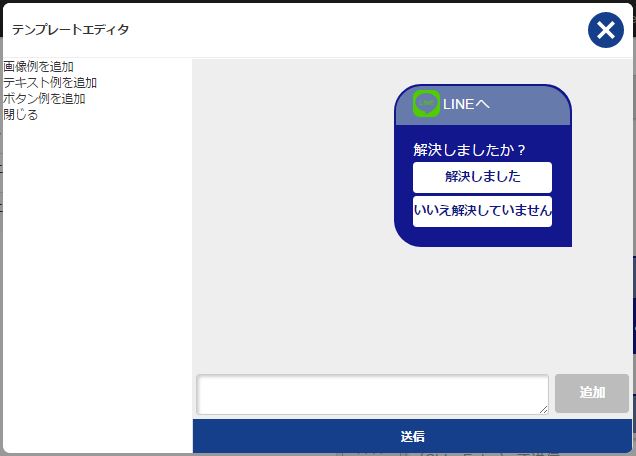 テンプレートエディタ
画像例を追加
テキスト例を追加
ボタン例を追加
閉じる
LINE LINEへ
解決しましたか？
解決しました
いいえ解決していません
追加
送信